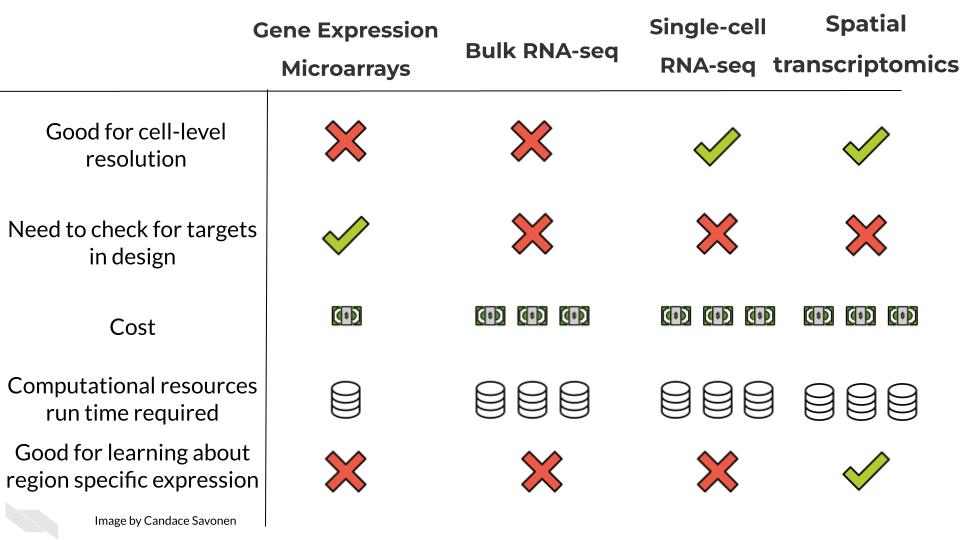 Gene Expression
Microarrays
Bulk RNA-seq
Single-cell
RNA-seq
Spatial
transcriptomics
Good for cell-level
resolution
Need to check for targets
in design
Cost
Computational resources
run time required
Good for learning about
region specific expression
Image by Candace Savonen